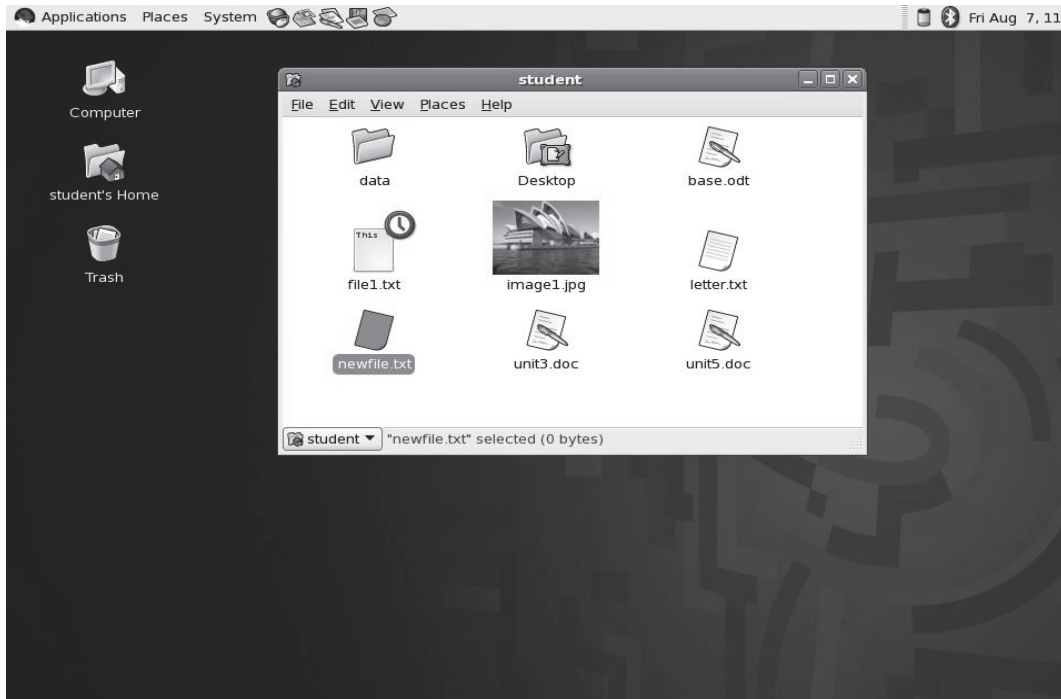 Applications Places System Fri Aug 7, 11
Computer
student's Home
Trash
student
File Edit View Places Help
data Desktop base.odt
This
file1.txt image1.jpg letter.txt
newfile.txt unit3.doc unit5.doc
student "newfile.txt" selected (0 bytes)